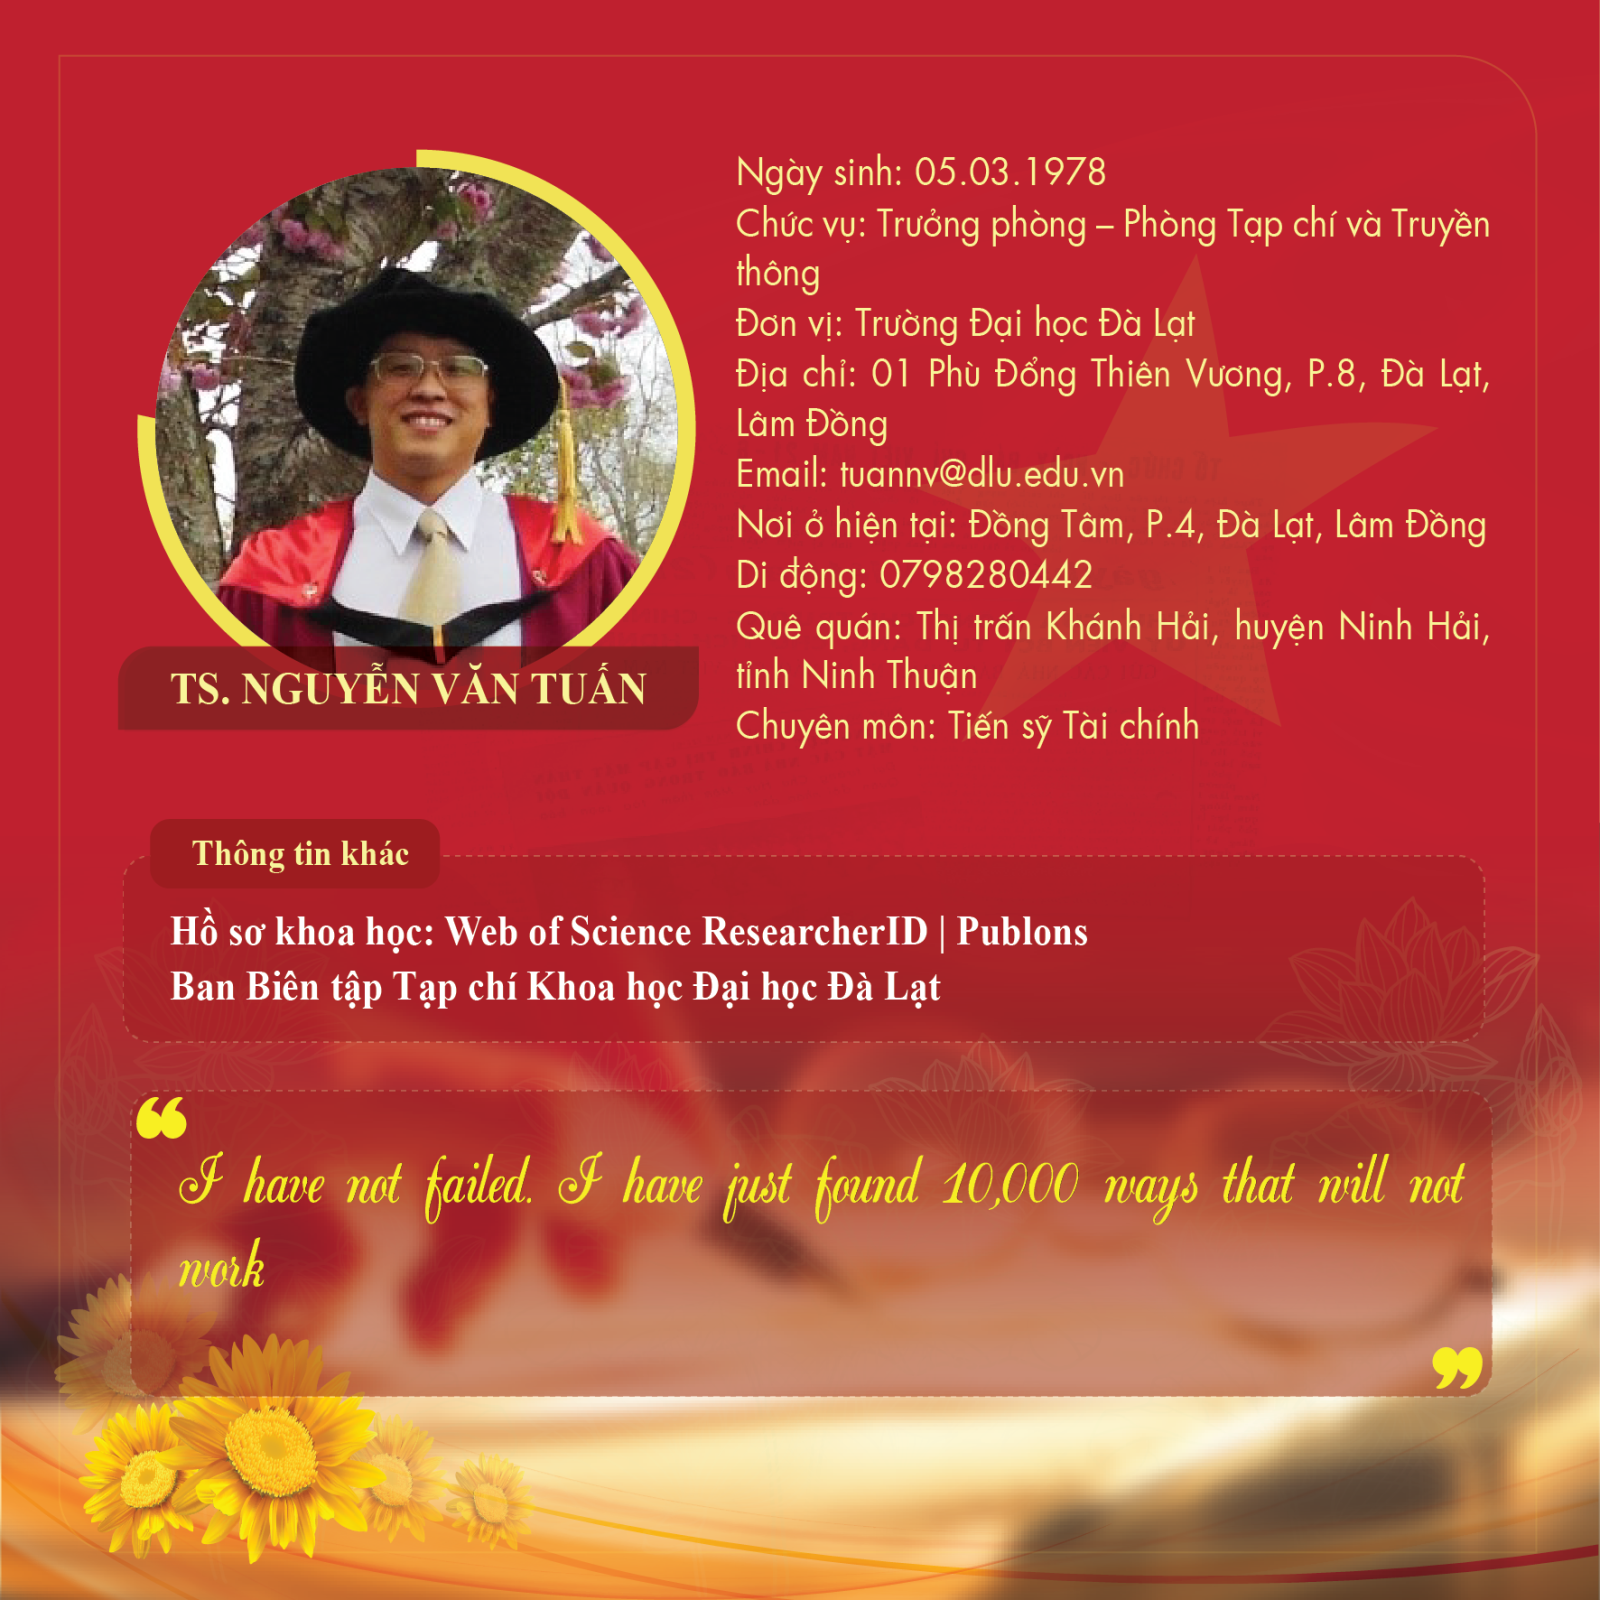 Ngày sinh: 05.03.1978
Chức vụ: Trưởng phòng – Phòng Tạp chí và Truyền
thông
Đơn vị: Trường Đại học Đà Lạt
Địa chỉ: 01 Phù Đổng Thiên Vương, P.8, Đà Lạt,
Lâm Đồng
Email: tuannv@dlu.edu.vn
Nơi ở hiện tại: Đồng Tâm, P.4, Đà Lạt, Lâm Đồng
Di động: 0798280442
Quê quán: Thị trấn Khánh Hải, huyện Ninh Hải,
tỉnh Ninh Thuận
Chuyên môn: Tiến sỹ Tài chính
TS. NGUYỄN VĂN TUẤN
Thông tin khác
Hồ sơ khoa học: Web of Science ResearcherID | Publons
Ban Biên tập Tạp chí Khoa học Đại học Đà Lạt
“I have not failed. I have just found 10,000 ways that will not
work”